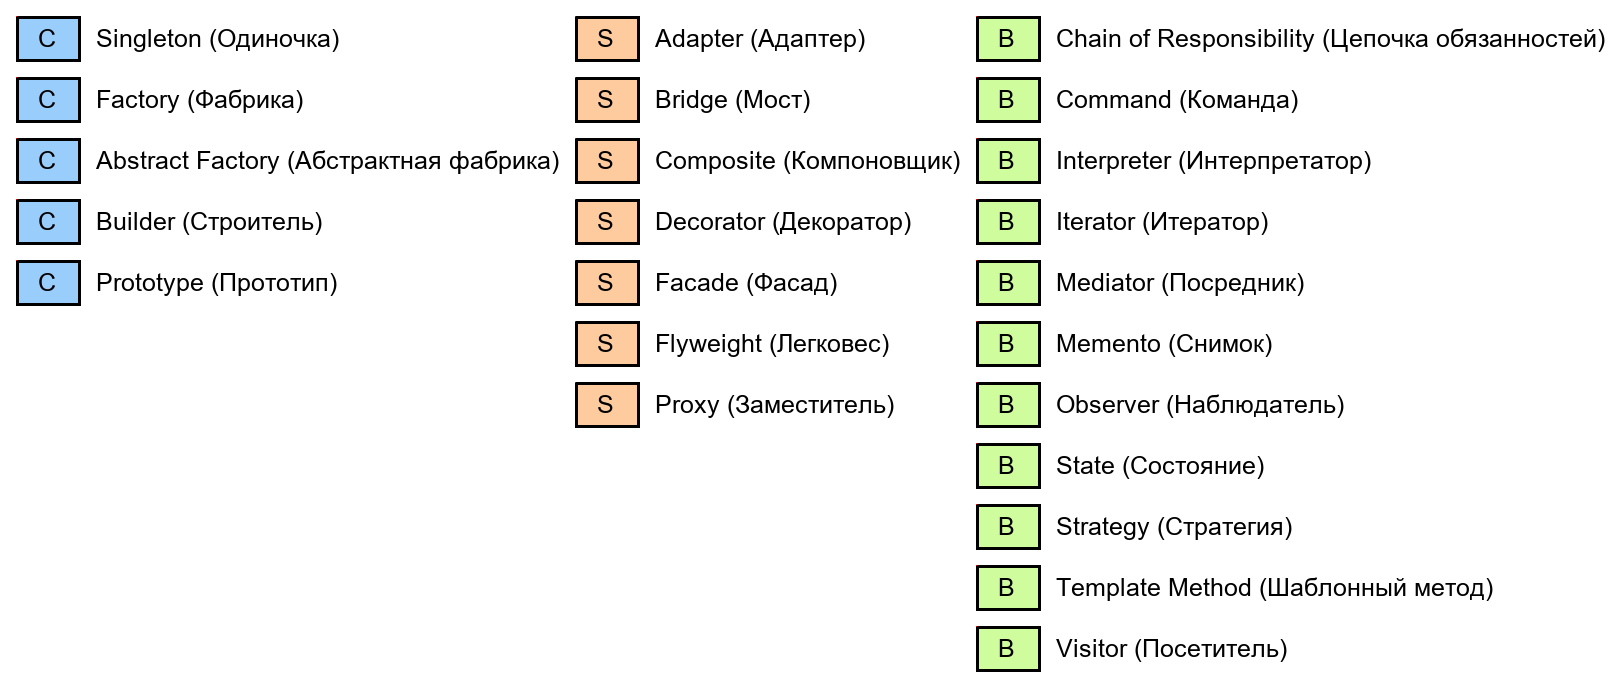 C Singleton (Одиночка)
C Factory (Фабрика)
C Abstract Factory (Абстрактная фабрика)
C Builder (Строитель)
C Prototype (Прототип)
S Adapter (Адаптер)
S Bridge (Мост)
S Composite (Компоновщик)
S Decorator (Декоратор)
S Facade (Фасад)
S Flyweight (Легковес)
S Proxy (Заместитель)
B Chain of Responsibility (Цепочка обязанностей)
B Command (Команда)
B Interpreter (Интерпретатор)
B Iterator (Итератор)
B Mediator (Посредник)
B Memento (Снимок)
B Observer (Наблюдатель)
B State (Состояние)
B Strategy (Стратегия)
B Template Method (Шаблонный метод)
B Visitor (Посетитель)